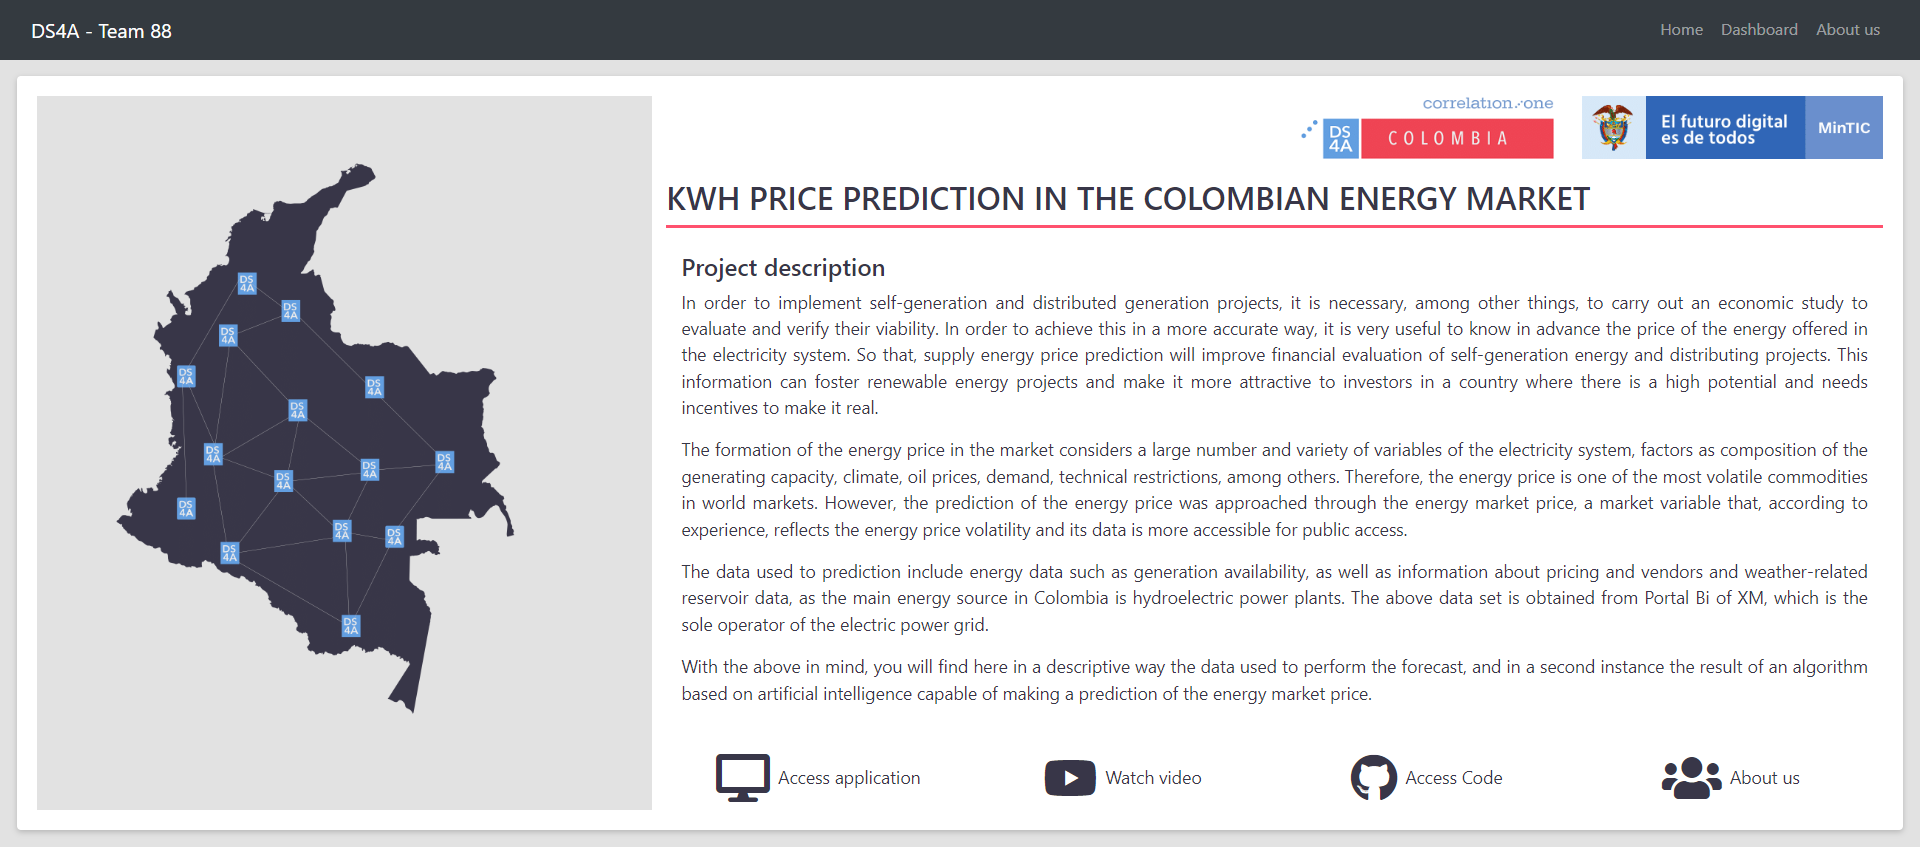 DS4A - Team 88
Home Dashboard About us
correlation one
DS
4A
COLOMBIA
El futuro digital
es de todos
MinTIC
KWH PRICE PREDICTION IN THE COLOMBIAN ENERGY MARKET
Project description
In order to implement self-generation and distributed generation projects, it is necessary, among other things, to carry out an economic study to
evaluate and verify their viability. In order to achieve this in a more accurate way, it is very useful to know in advance the price of the energy offered in
the electricity system. So that, supply energy price prediction will improve financial evaluation of self-generation energy and distributing projects. This
information can foster renewable energy projects and make it more attractive to investors in a country where there is a high potential and needs
incentives to make it real.
The formation of the energy price in the market considers a large number and variety of variables of the electricity system, factors as composition of the
generating capacity, climate, oil prices, demand, technical restrictions, among others. Therefore, the energy price is one of the most volatile commodities
in world markets. However, the prediction of the energy price was approached through the energy market price, a market variable that, according to
experience, reflects the energy price volatility and its data is more accessible for public access.
The data used to prediction include energy data such as generation availability, as well as information about pricing and vendors and weather-related
reservoir data, as the main energy source in Colombia is hydroelectric power plants. The above data set is obtained from Portal Bi of XM, which is the
sole operator of the electric power grid.
With the above in mind, you will find here in a descriptive way the data used to perform the forecast, and in a second instance the result of an algorithm
based on artificial intelligence capable of making a prediction of the energy market price.
Access application
Watch video
Access Code
About us
DS
4A
DS
4A
DS
4A
DS
4A
DS
4A
DS
4A
DS
4A
DS
4A
DS
4A
DS
4A
DS
4A
DS
4A
DS
4A
DS
4A
DS
4A